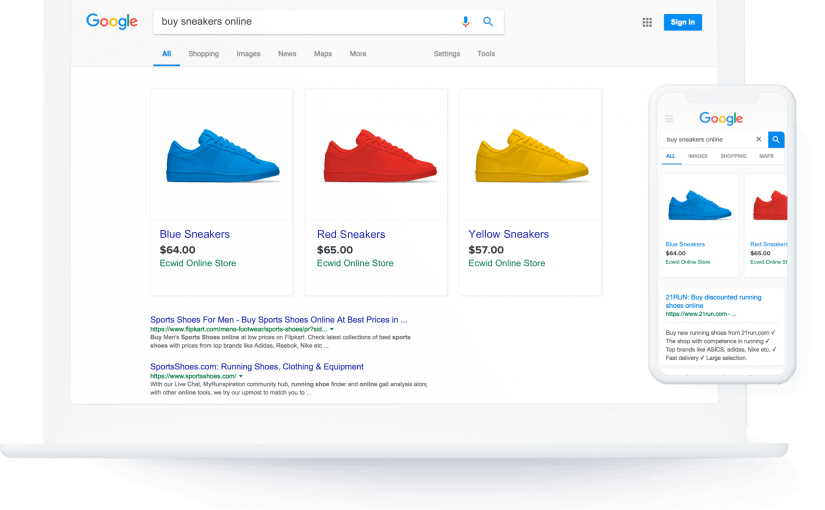 Google
buy sneakers online
Sign in
All Shopping Images News Maps More Settings Tools
Blue Sneakers
$64.00
Ecwid Online Store
Red Sneakers
$65.00
Ecwid Online Store
Yellow Sneakers
$57.00
Ecwid Online Store
Sports Shoes For Men - Buy Sports Shoes Online At Best Prices in ...
https://www.flipkart.com/mens-footwear/sports-shoes/pr?sid...
Buy Men's Sports Shoes online at low prices on Flipkart. Check latest collections of best sports
shoes with prices from top brands like Adidas, Reebok, Nike etc ...
SportsShoes.com: Running Shoes, Clothing & Equipment
https://www.sportsshoes.com/
With our Live Chat, MyRunspiration community hub, running shoe finder and online gait analysis along
with other online tools, we try our upmost to match you to ...
Google
buy sneakers online
ALL IMAGES SHOPPING MAPS
Blue Sneakers
$64.00
Ecwid Online Store
Red Sneakers
$65.00
Ecwid Online St
21RUN: Buy discounted running
shoes online
https://www.21run.com › ...
Buy new running shoes from 21run.com ✓
The shop with competence in running ✓
Top brands like ASICS, adidas, Nike etc. ✓
Fast delivery ✓ Large selection.